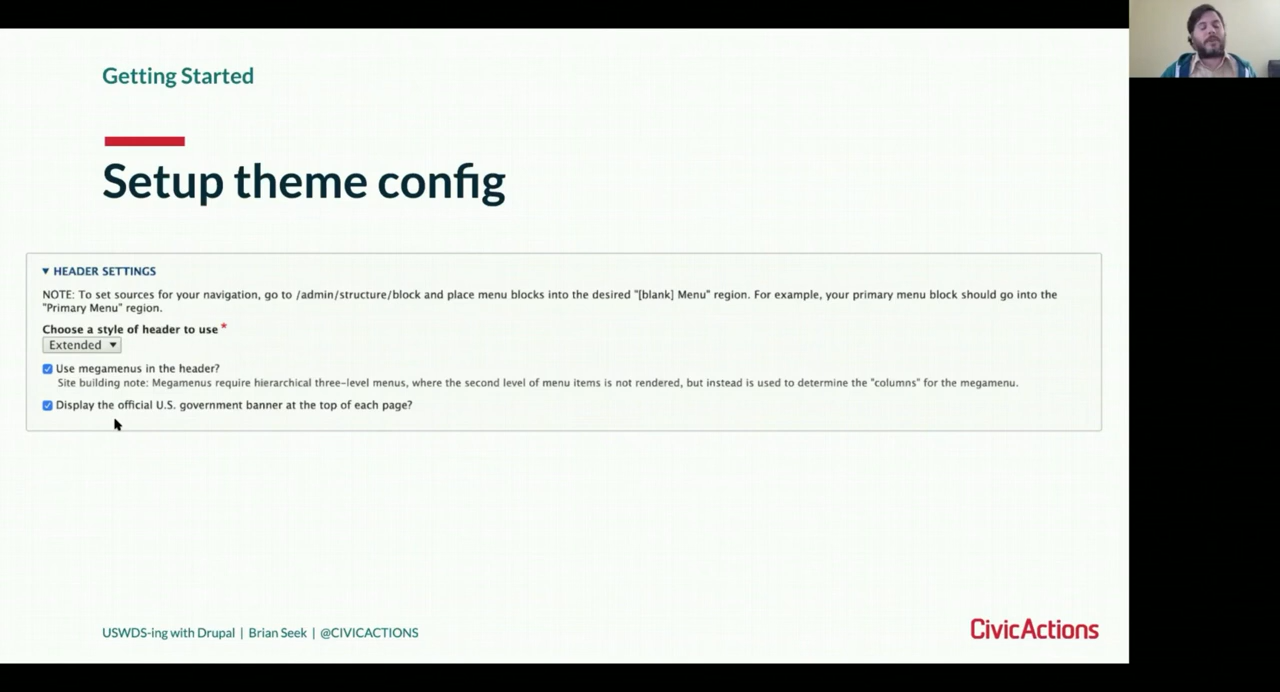 Getting Started
Setup theme config
▼ HEADER SETTINGS
NOTE: To set sources for your navigation, go to /admin/structure/block and place menu blocks into the desired "[blank] Menu" region. For example, your primary menu block should go into the
"Primary Menu" region.
Choose a style of header to use *
Extended ▼
Use megamenus in the header?
Site building note: Megamenus require hierarchical three-level menus, where the second level of menu items is not rendered, but instead is used to determine the "columns" for the megamenu.
Display the official U.S. government banner at the top of each page?
USWDS-ing with Drupal | Brian Seek | @CIVICACTIONS
CivicActions